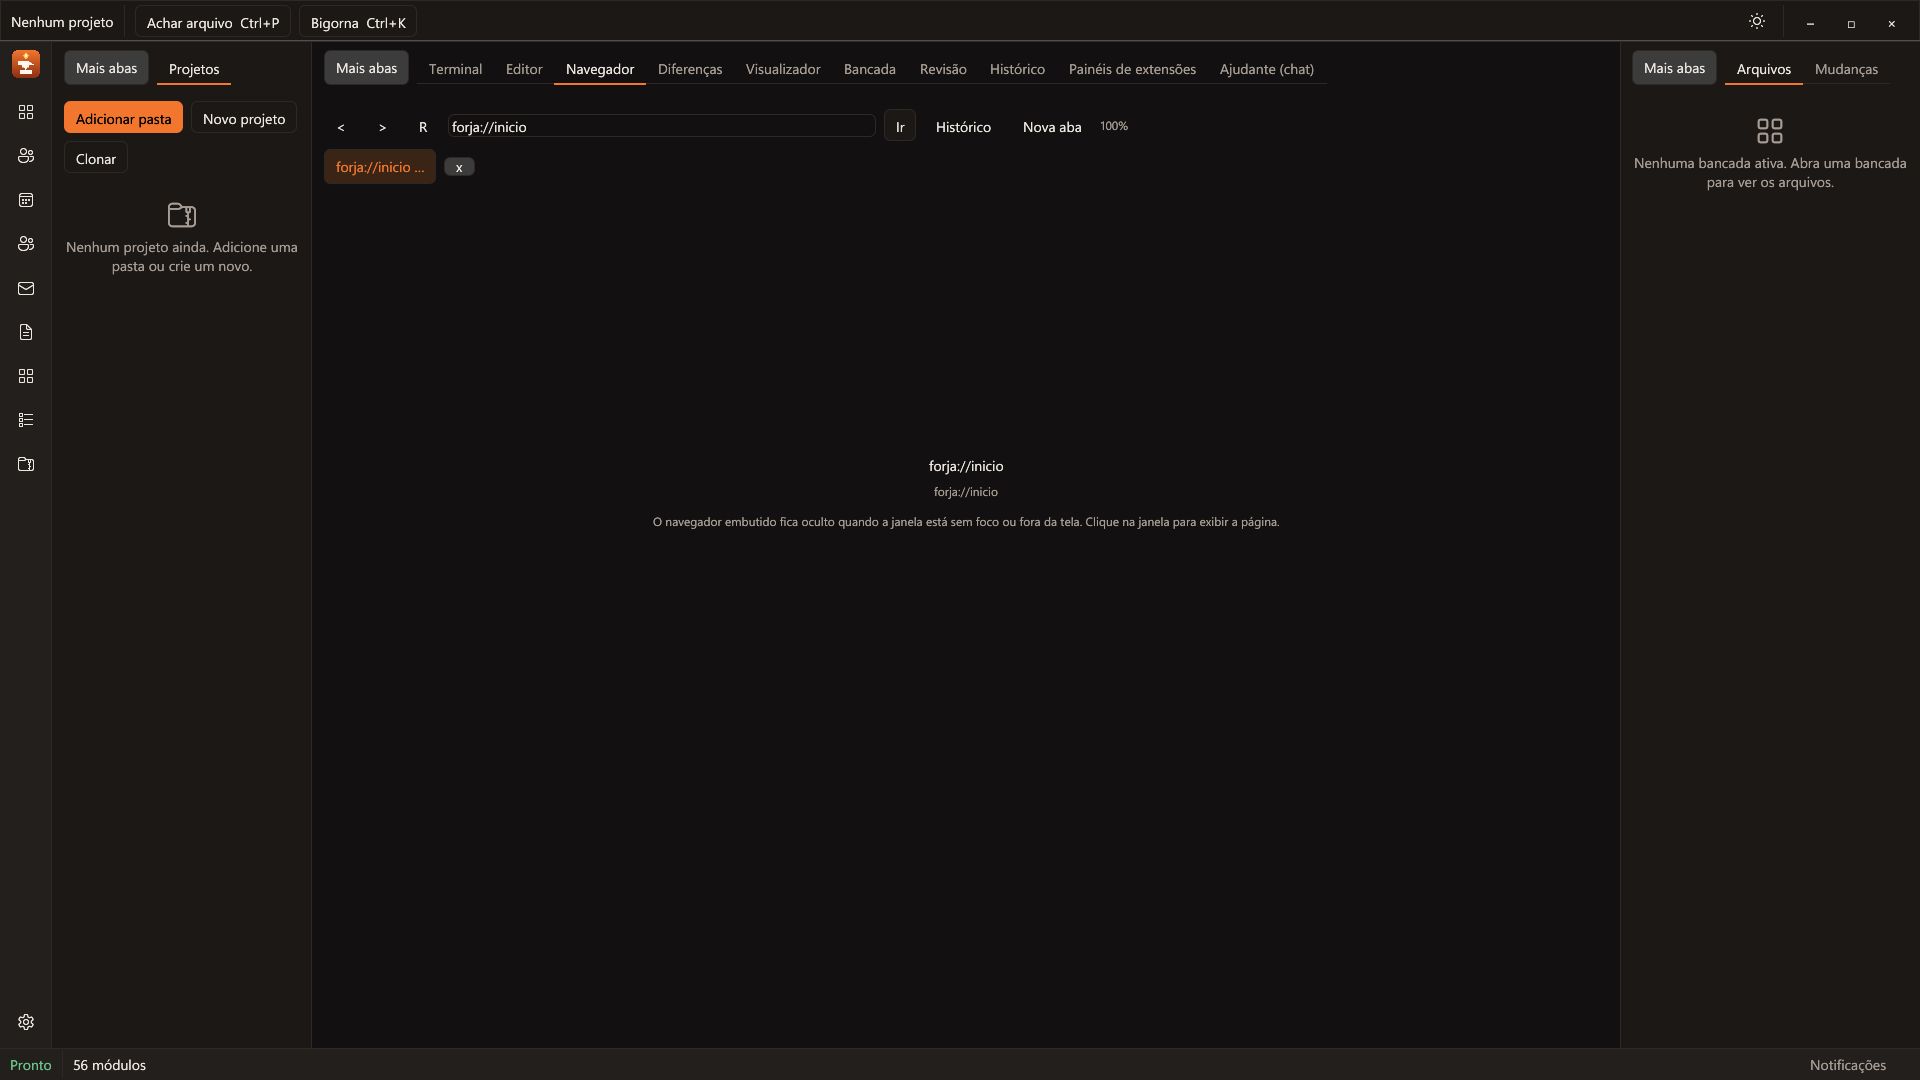 Nenhum projeto
Achar arquivo Ctrl+P
Bigorna Ctrl+K
Mais abas
Projetos
Adicionar pasta
Novo projeto
Clonar
Nenhum projeto ainda. Adicione uma
pasta ou crie um novo.
Mais abas
Terminal
Editor
Navegador
Diferenças
Visualizador
Bancada
Revisão
Histórico
Painéis de extensões
Ajudante (chat)
< > R forja://inicio Ir Histórico Nova aba 100%
forja://inicio ... x
forja://inicio
forja://inicio
O navegador embutido fica oculto quando a janela está sem foco ou fora da tela. Clique na janela para exibir a página.
Mais abas
Arquivos
Mudanças
Nenhuma bancada ativa. Abra uma bancada
para ver os arquivos.
Pronto
56 módulos
Notificações